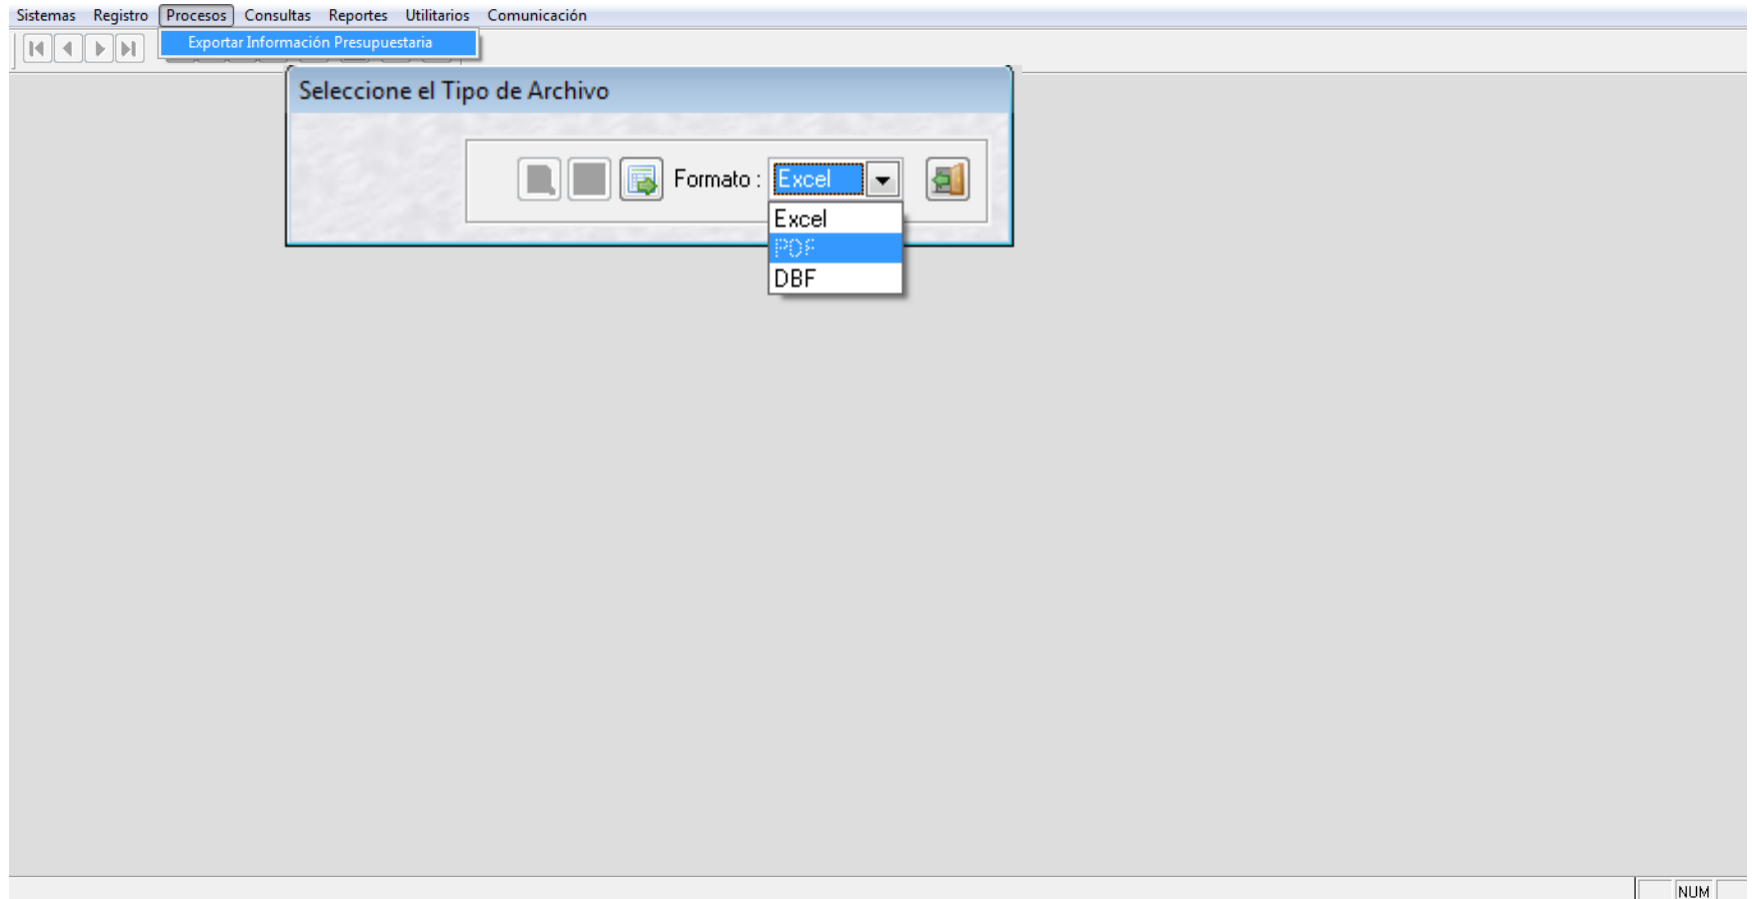 Sistemas Registro Procesos Consultas Reportes Utilitarios Comunicación
Exportar Información Presupuestaria
Seleccione el Tipo de Archivo
Formato : Excel
Excel
PDF
DBF
NUM